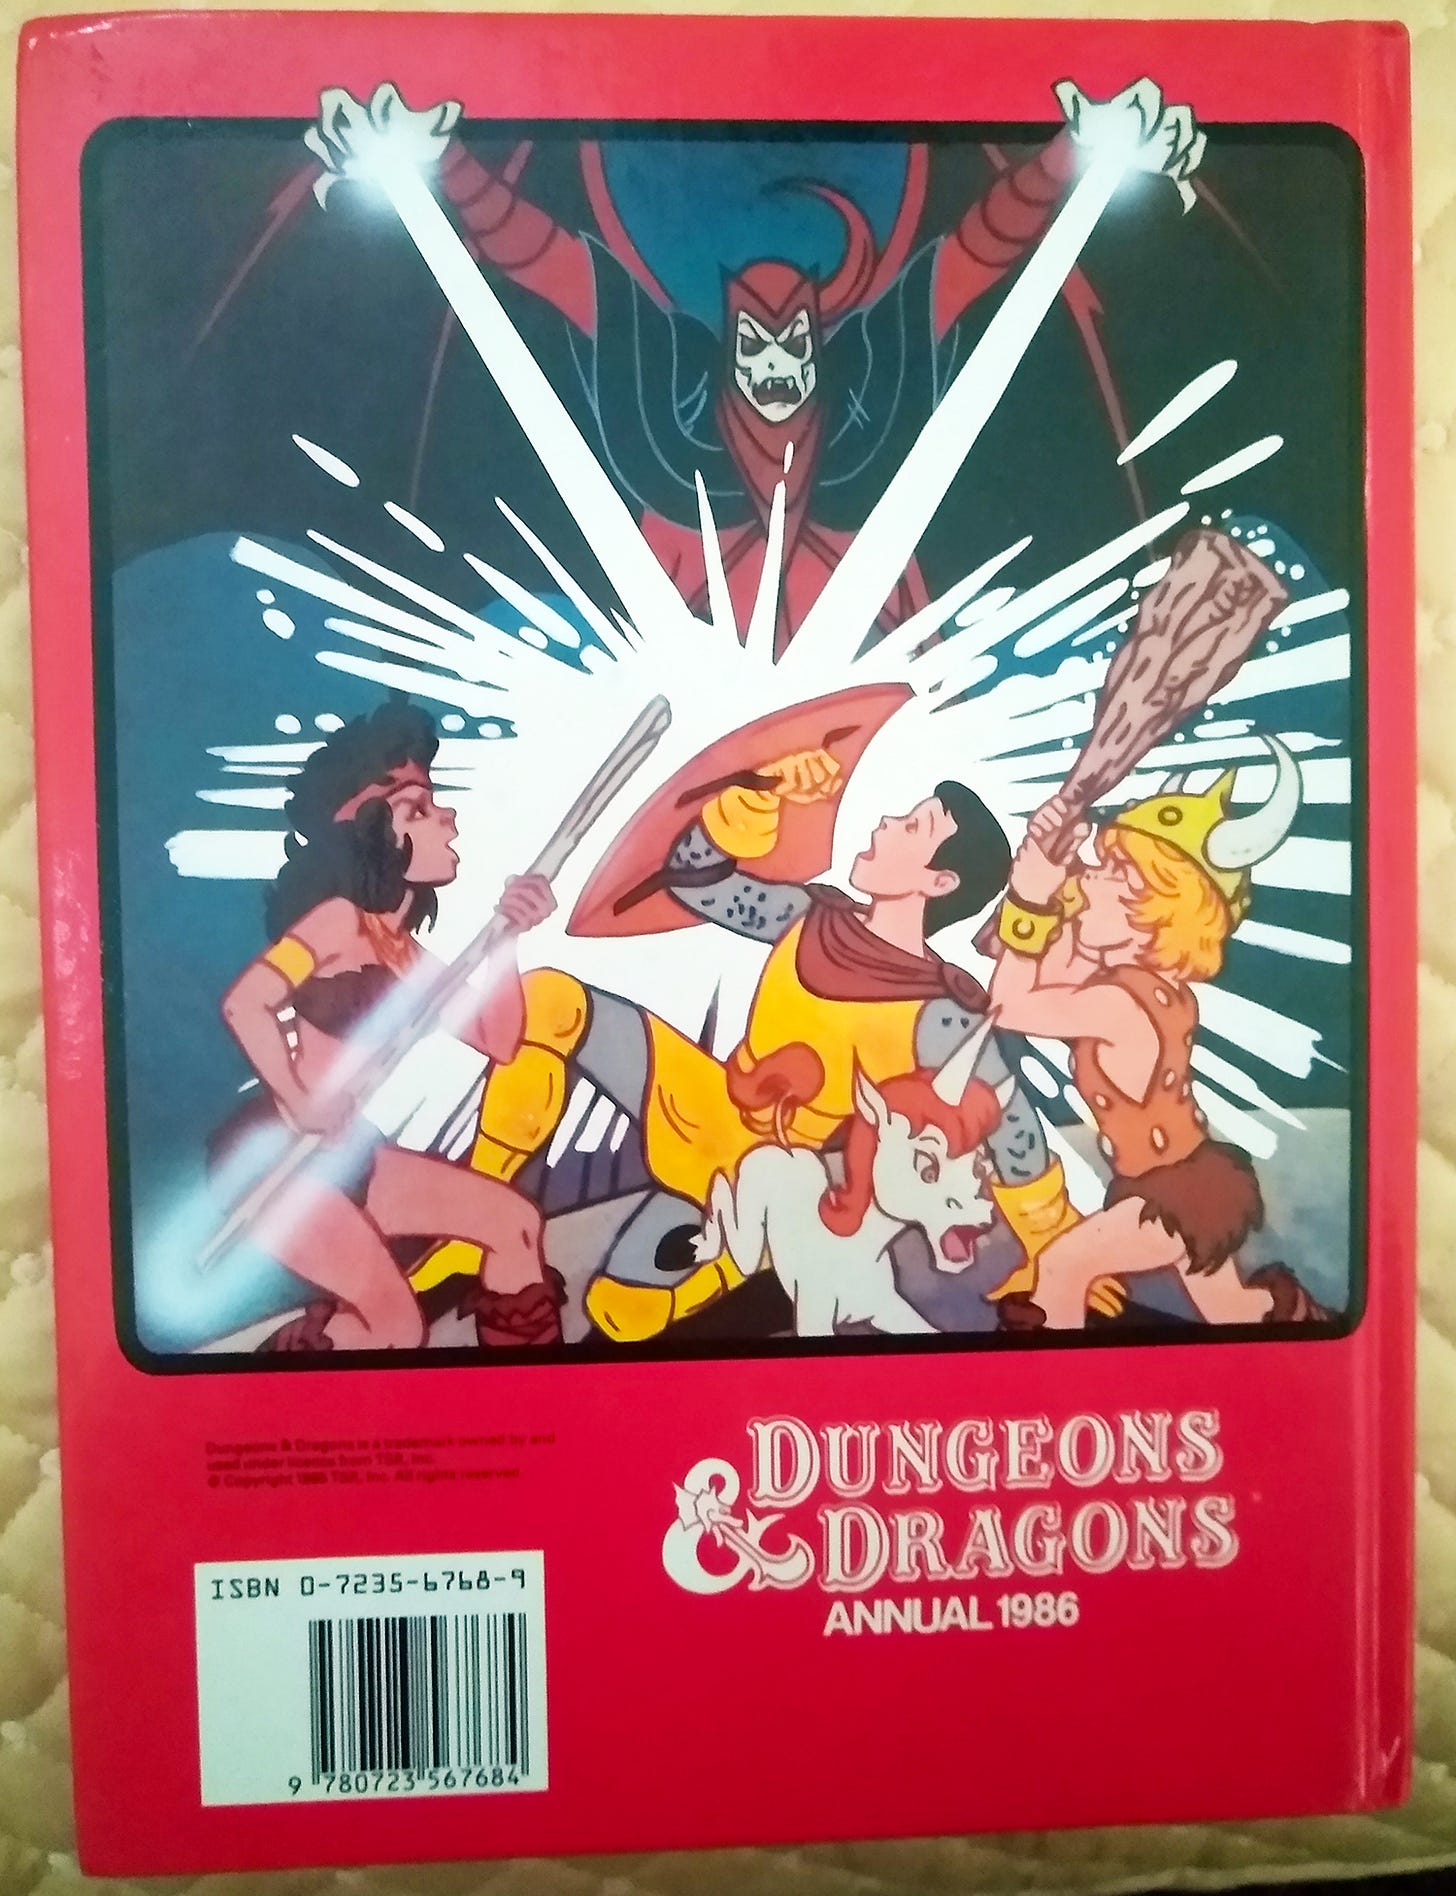 Dungeons & Dragons is a trademark owned by and
used under licence from TSR, Inc.
© Copyright 1985 TSR, Inc. All rights reserved.
DUNGEONS
& DRAGONS
ANNUAL 1986
ISBN 0-7235-6768-9
9 780723 567684